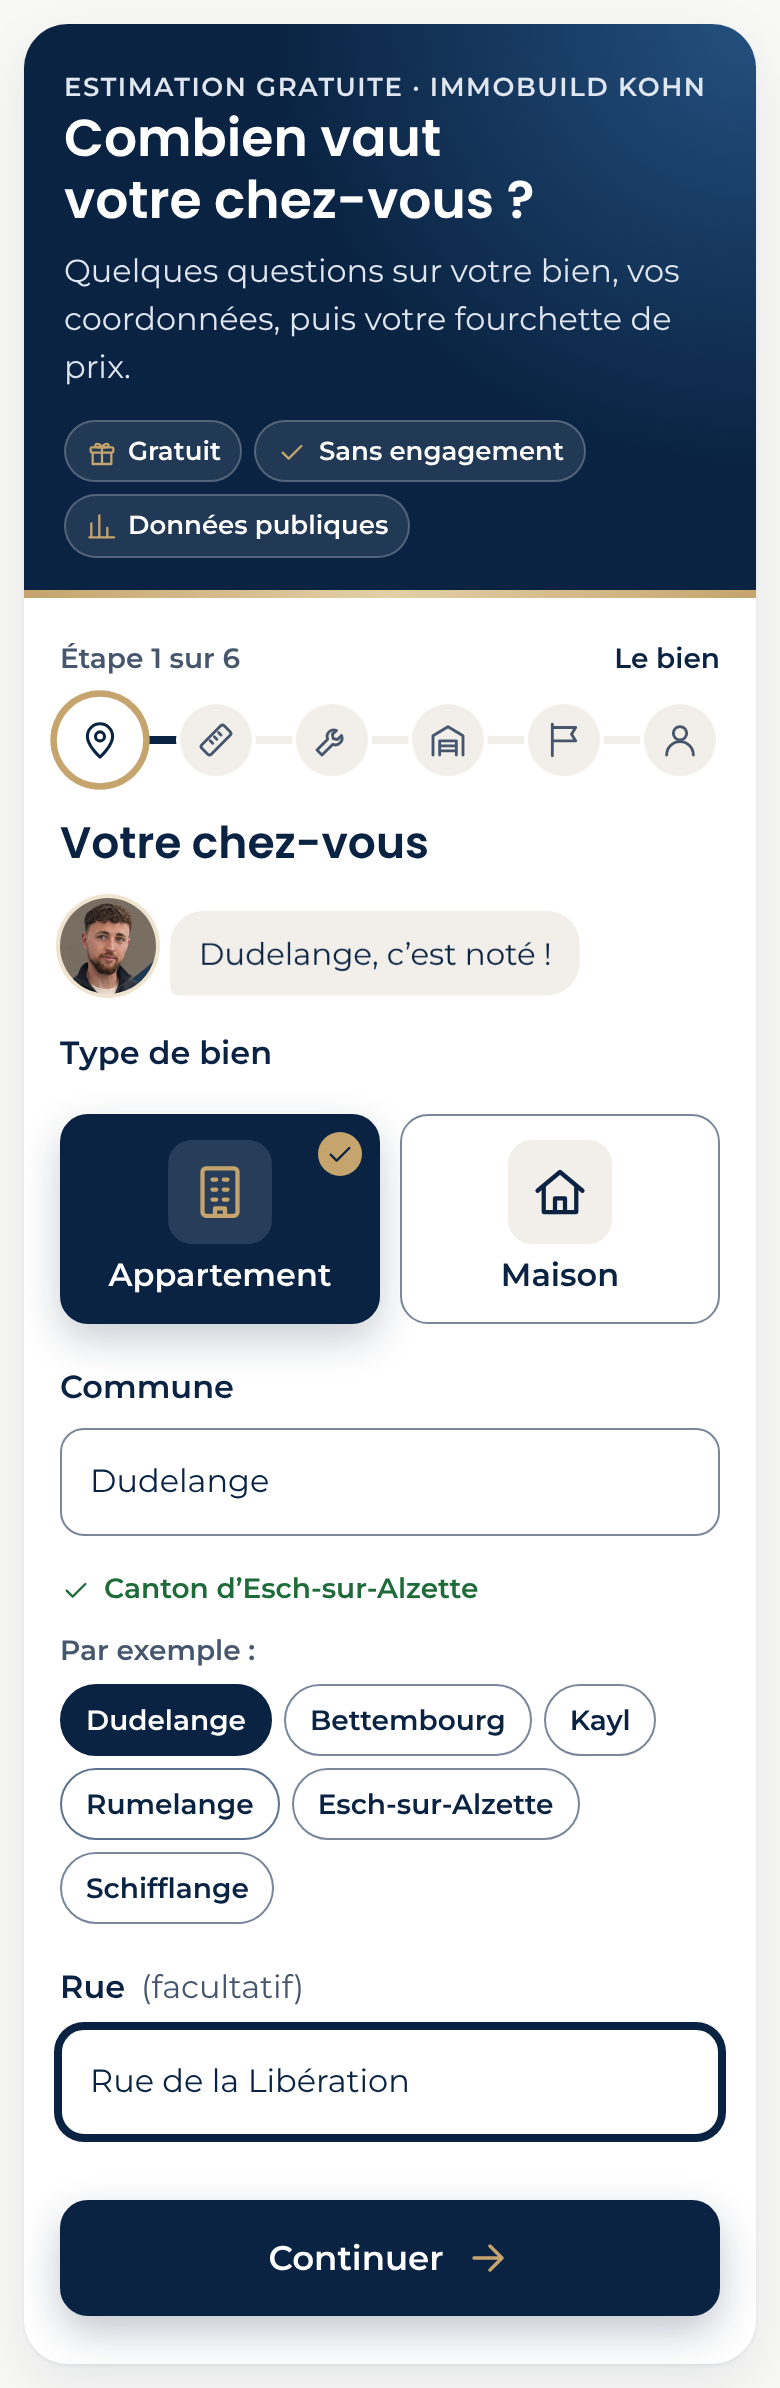 ESTIMATION GRATUITE · IMMOBUILD KOHN
Combien vaut
votre chez-vous ?
Quelques questions sur votre bien, vos
coordonnées, puis votre fourchette de
prix.
Gratuit
Sans engagement
Données publiques
Étape 1 sur 6
Le bien
Votre chez-vous
Dudelange, c’est noté !
Type de bien
Appartement
Maison
Commune
Dudelange
Canton d’Esch-sur-Alzette
Par exemple :
Dudelange
Bettembourg
Kayl
Rumelange
Esch-sur-Alzette
Schifflange
Rue (facultatif)
Rue de la Libération
Continuer